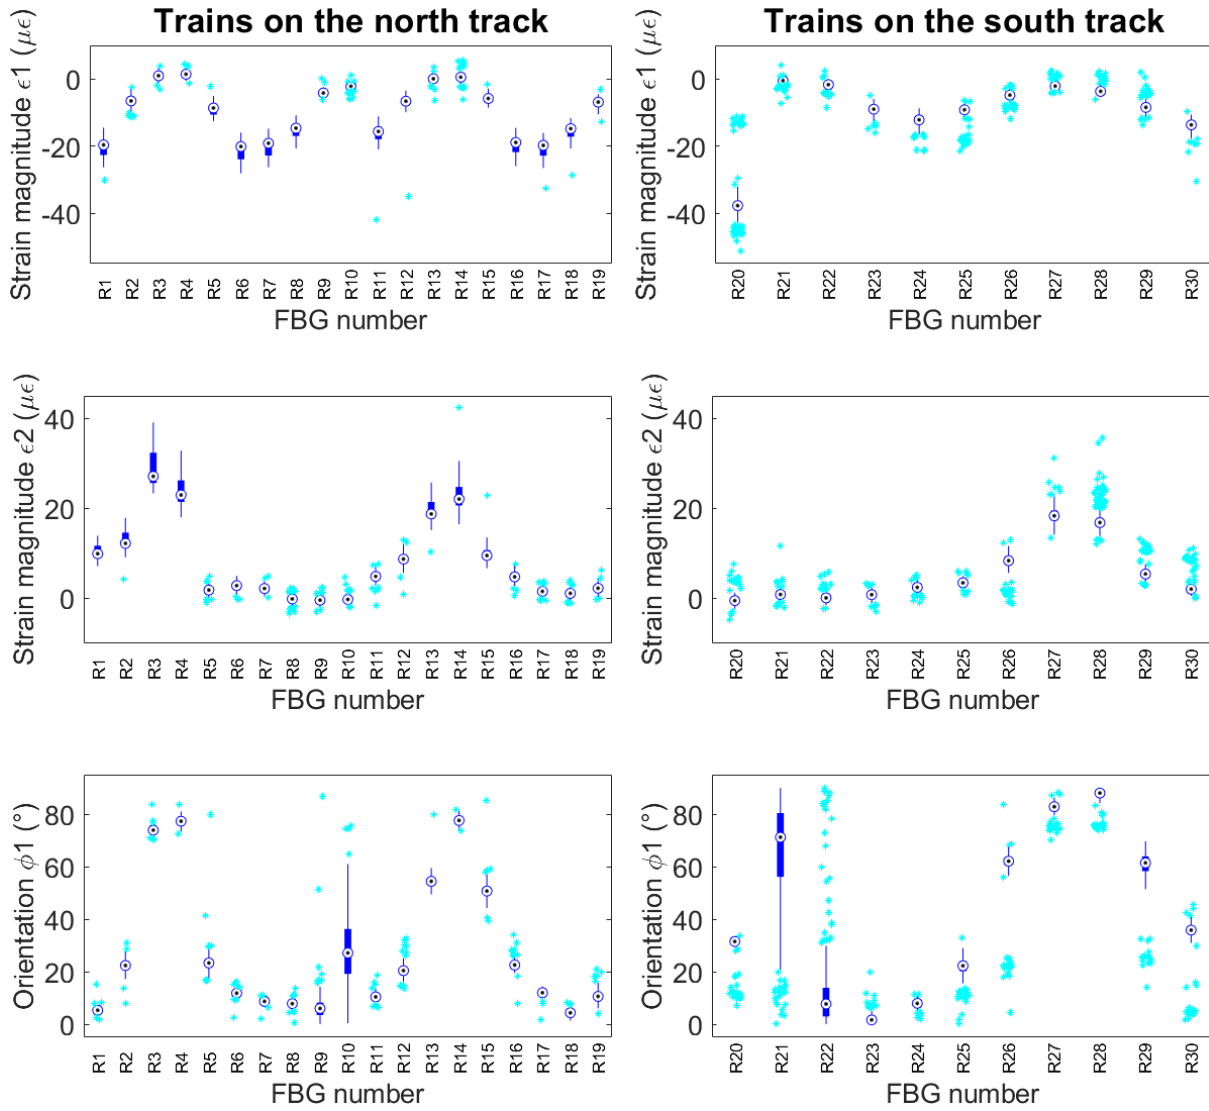 Trains on the north track
Trains on the south track
Strain magnitude ϵ1 (μϵ)
0
-20
-40
R1 R2 R3 R4 R5 R6 R7 R8 R9 R10 R11 R12 R13 R14 R15 R16 R17 R18 R19
FBG number
Strain magnitude ϵ1 (μϵ)
0
-20
-40
R20 R21 R22 R23 R24 R25 R26 R27 R28 R29 R30
FBG number
Strain magnitude ϵ2 (μϵ)
40
20
0
R1 R2 R3 R4 R5 R6 R7 R8 R9 R10 R11 R12 R13 R14 R15 R16 R17 R18 R19
FBG number
Strain magnitude ϵ2 (μϵ)
40
20
0
R20 R21 R22 R23 R24 R25 R26 R27 R28 R29 R30
FBG number
Orientation ϕ1 (°)
80
60
40
20
0
R1 R2 R3 R4 R5 R6 R7 R8 R9 R10 R11 R12 R13 R14 R15 R16 R17 R18 R19
FBG number
Orientation ϕ1 (°)
80
60
40
20
0
R20 R21 R22 R23 R24 R25 R26 R27 R28 R29 R30
FBG number